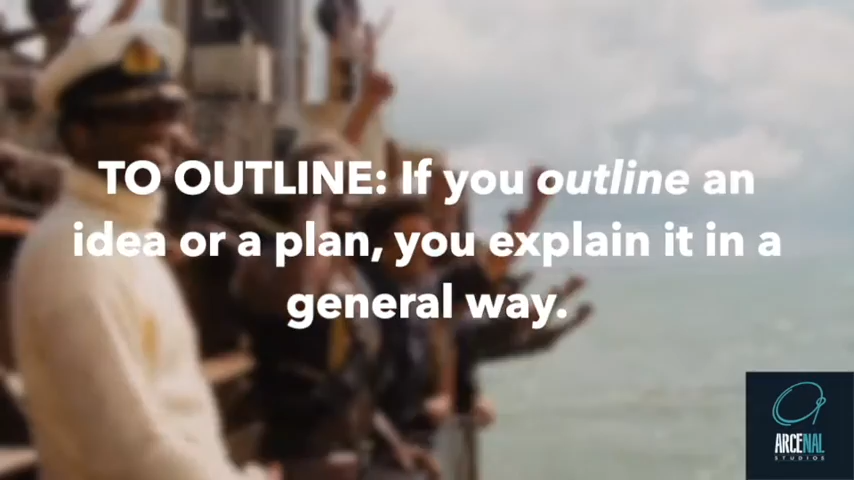 TO OUTLINE: If you outline an
idea or a plan, you explain it in a
general way.
ARCENAL
STUDIOS